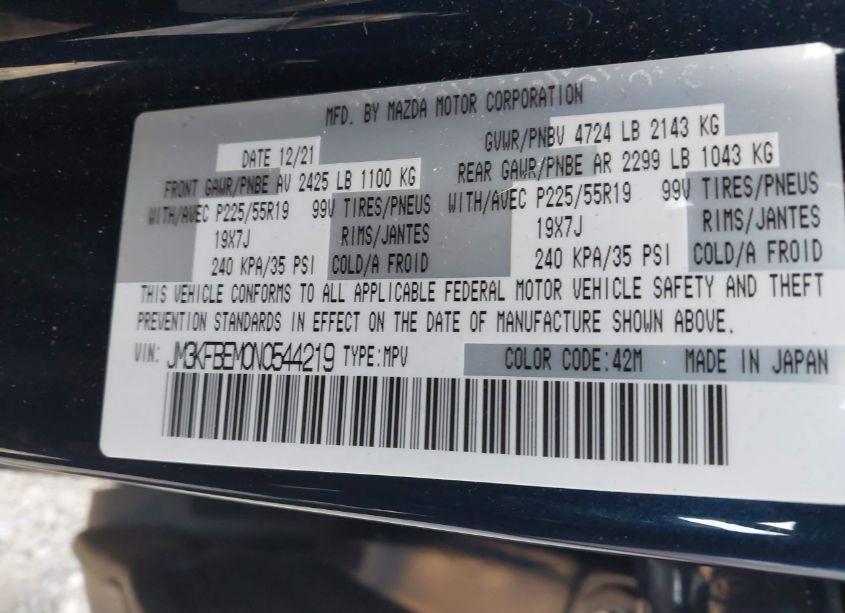 MFD. BY MAZDA MOTOR CORPORATION
DATE 12/21 GVWR/PNBV 4724 LB 2143 KG
FRONT GAWR/PNBE AV 2425 LB 1100 KG REAR GAWR/PNBE AR 2299 LB 1043 KG
WITH/AVEC P225/55R19 99V TIRES/PNEUS WITH/AVEC P225/55R19 99V TIRES/PNEUS
19X7J RIMS/JANTES 19X7J RIMS/JANTES
240 KPA/35 PSI COLD/A FROID 240 KPA/35 PSI COLD/A FROID
THIS VEHICLE CONFORMS TO ALL APPLICABLE FEDERAL MOTOR VEHICLE SAFETY AND THEFT
PREVENTION STANDARDS IN EFFECT ON THE DATE OF MANUFACTURE SHOWN ABOVE.
VIN: JM3KFBEM0N0544219 TYPE:MPV COLOR CODE:42M MADE IN JAPAN